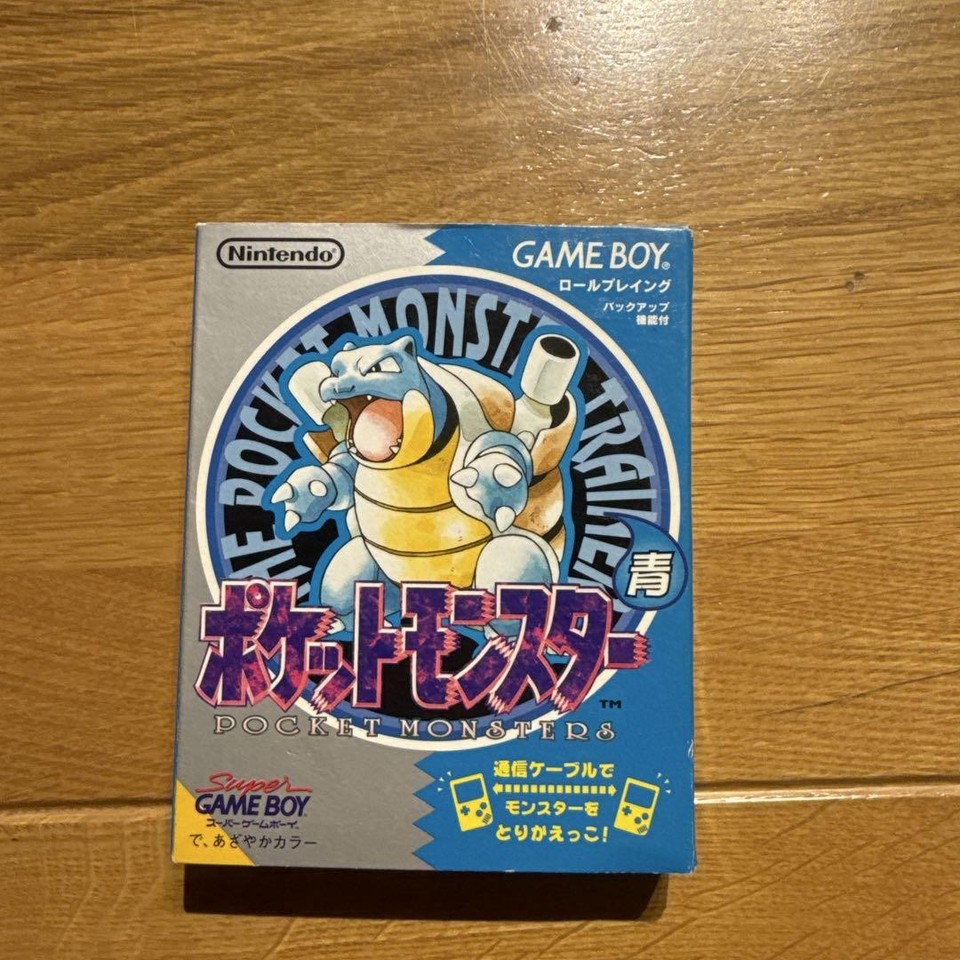 Nintendo®
GAME BOY®
ロールプレイング
バックアップ
機能付
THE POCKET MONSTER TRAINER
青
ポケットモンスター
POCKET MONSTERS
TM
Super
GAME BOY
スーパーゲームボーイ
で、あざやかカラー
通信ケーブルで
モンスターを
とりかえっこ!